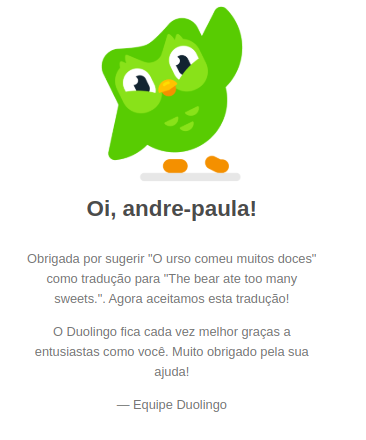 Oi, andre-paula!
Obrigada por sugerir "O urso comeu muitos doces"
como tradução para "The bear ate too many
sweets.". Agora aceitamos esta tradução!
O Duolingo fica cada vez melhor graças a
entusiastas como você. Muito obrigado pela sua
ajuda!
— Equipe Duolingo